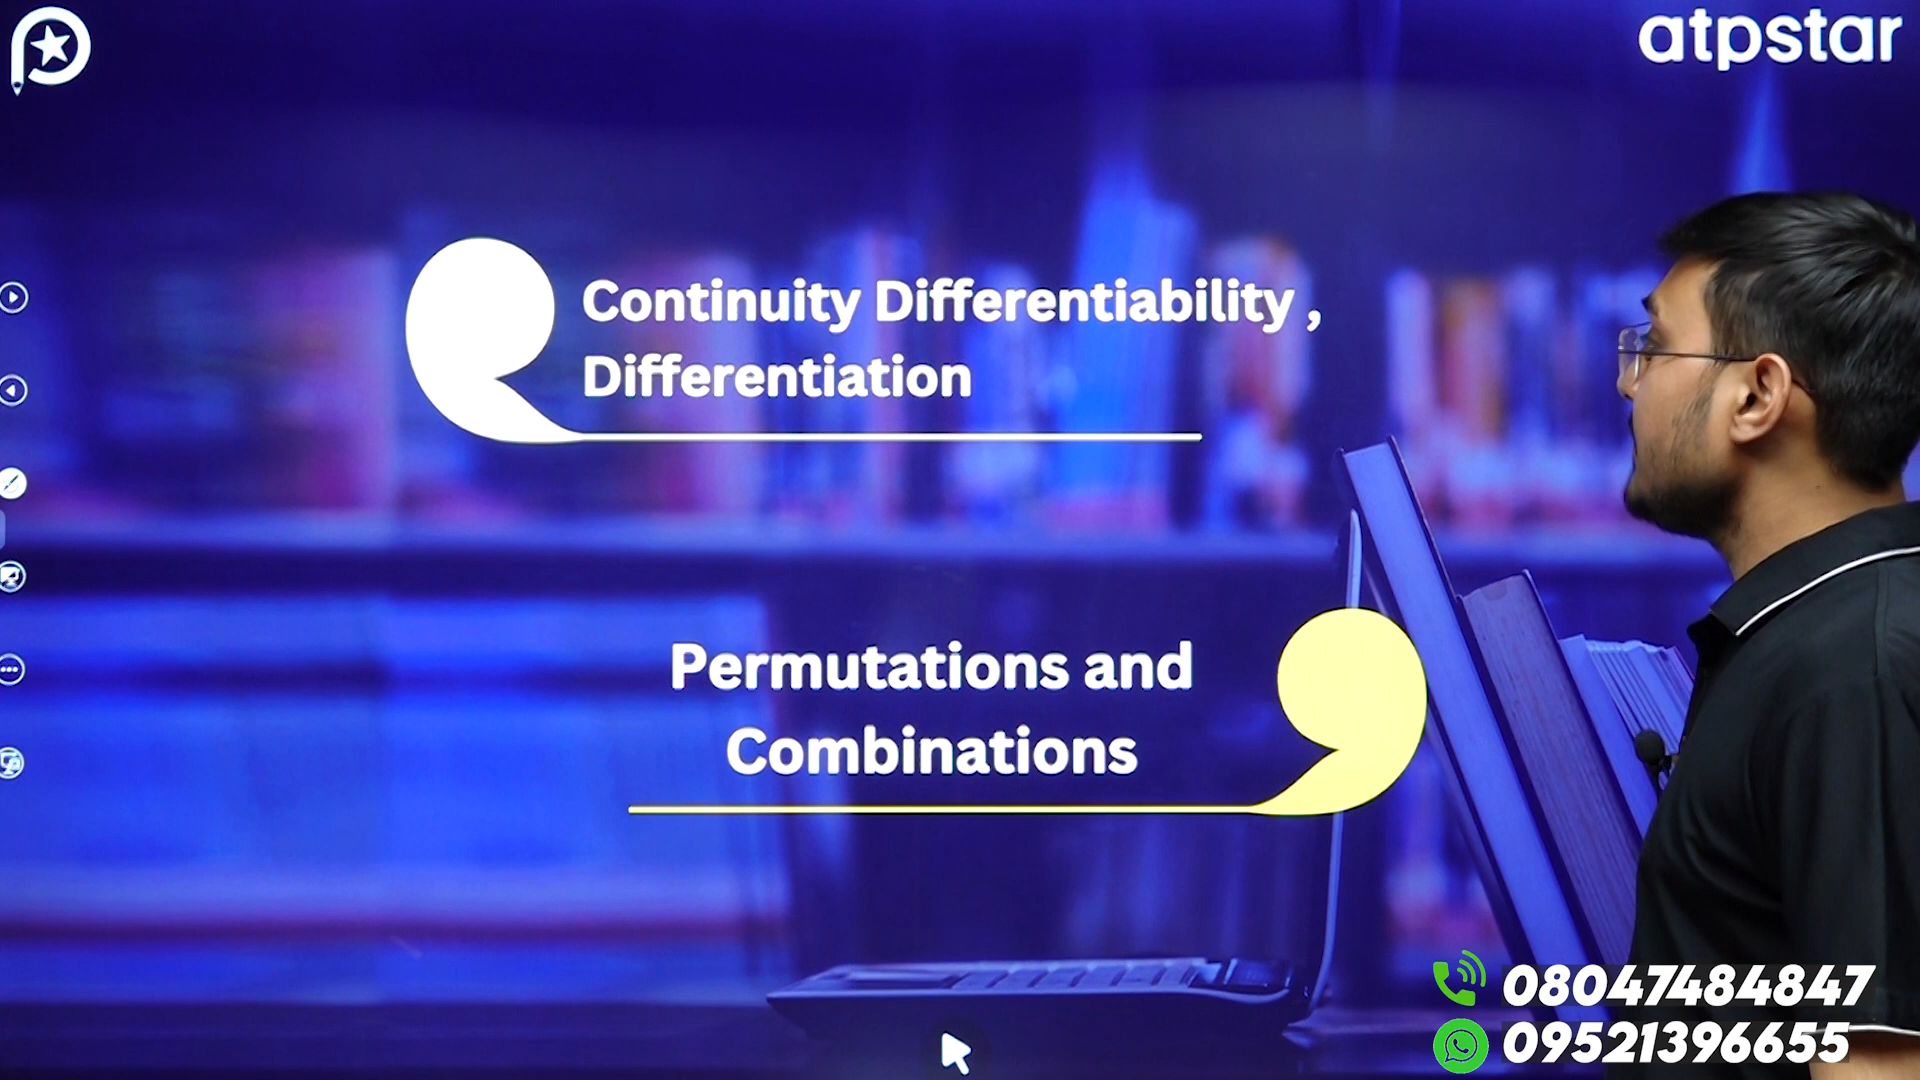 atpstar
Continuity Differentiability ,
Differentiation
Permutations and
Combinations
08047484847
09521396655